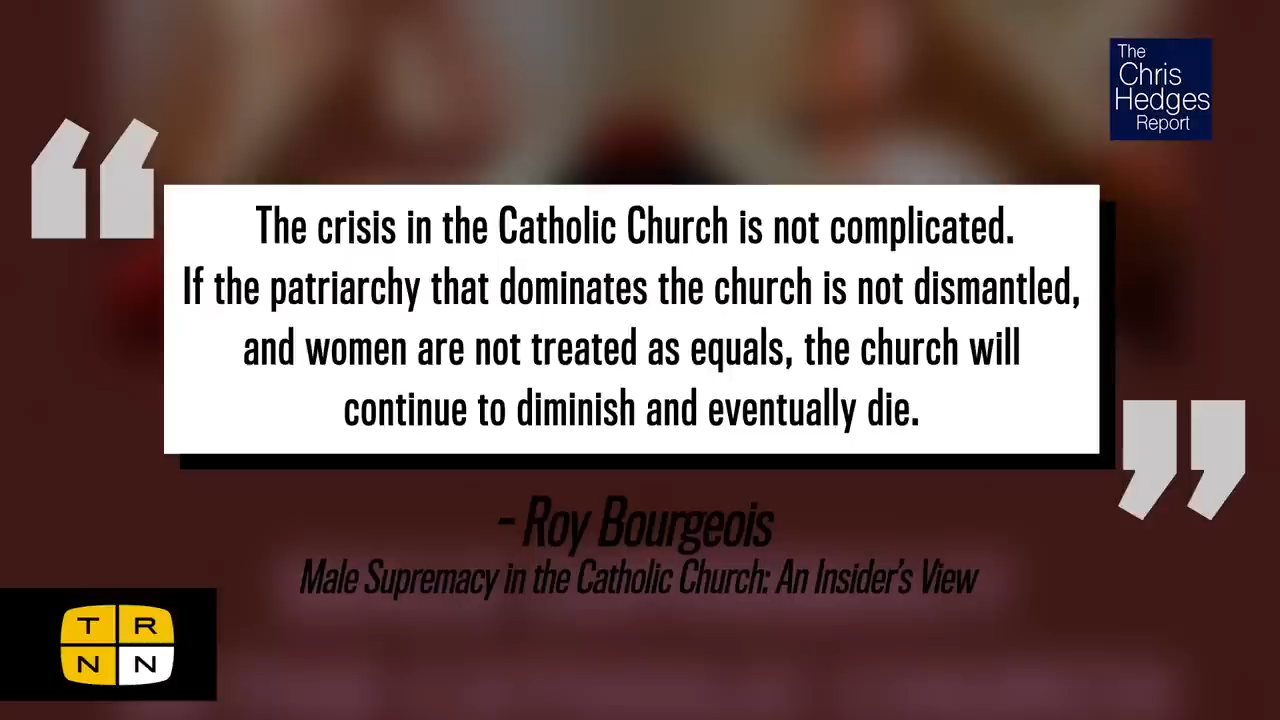 The
Chris
Hedges
Report
“
The crisis in the Catholic Church is not complicated.
If the patriarchy that dominates the church is not dismantled,
and women are not treated as equals, the church will
continue to diminish and eventually die.
”
- Roy Bourgeois
Male Supremacy in the Catholic Church: An Insider's View
T R
N N